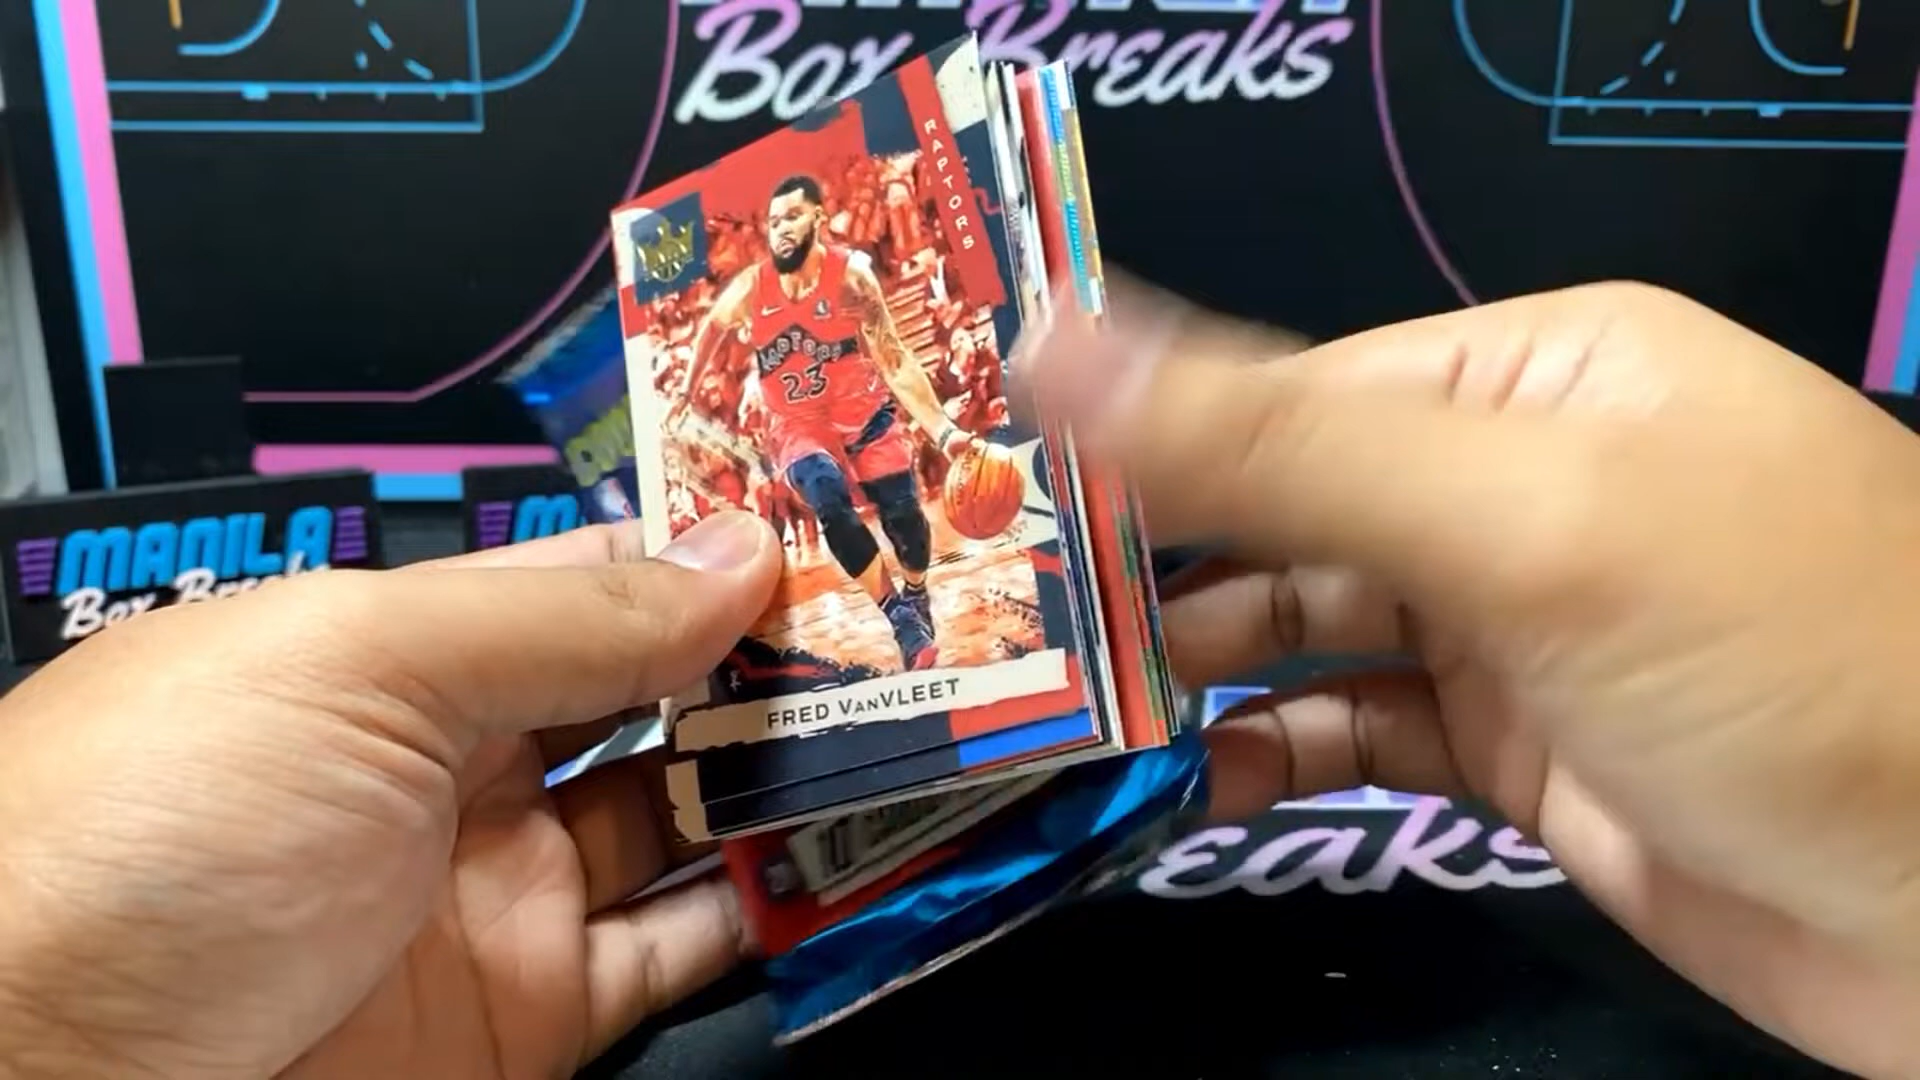 Box Breaks
RAPTORS
RAPTORS
23
FRED VANVLEET
MANILA
Box Breaks
M
eaks